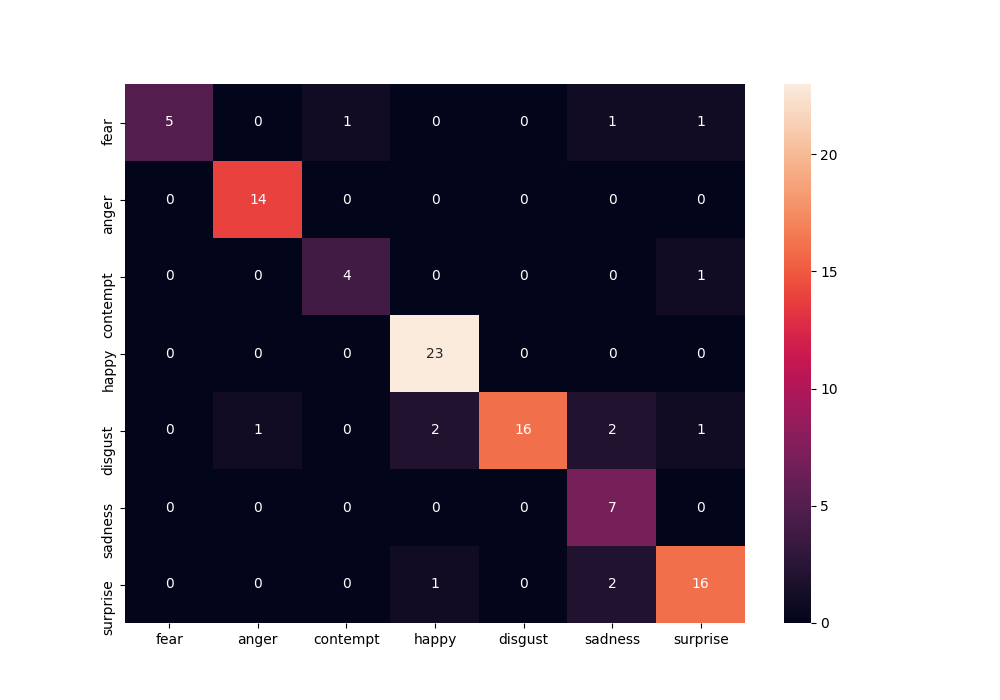 fear 5 0 1 0 0 1 1
anger 0 14 0 0 0 0 0
contempt 0 0 4 0 0 0 1
happy 0 0 0 23 0 0 0
disgust 0 1 0 2 16 2 1
sadness 0 0 0 0 0 7 0
surprise 0 0 0 1 0 2 16
fear anger contempt happy disgust sadness surprise
20
15
10
5
0